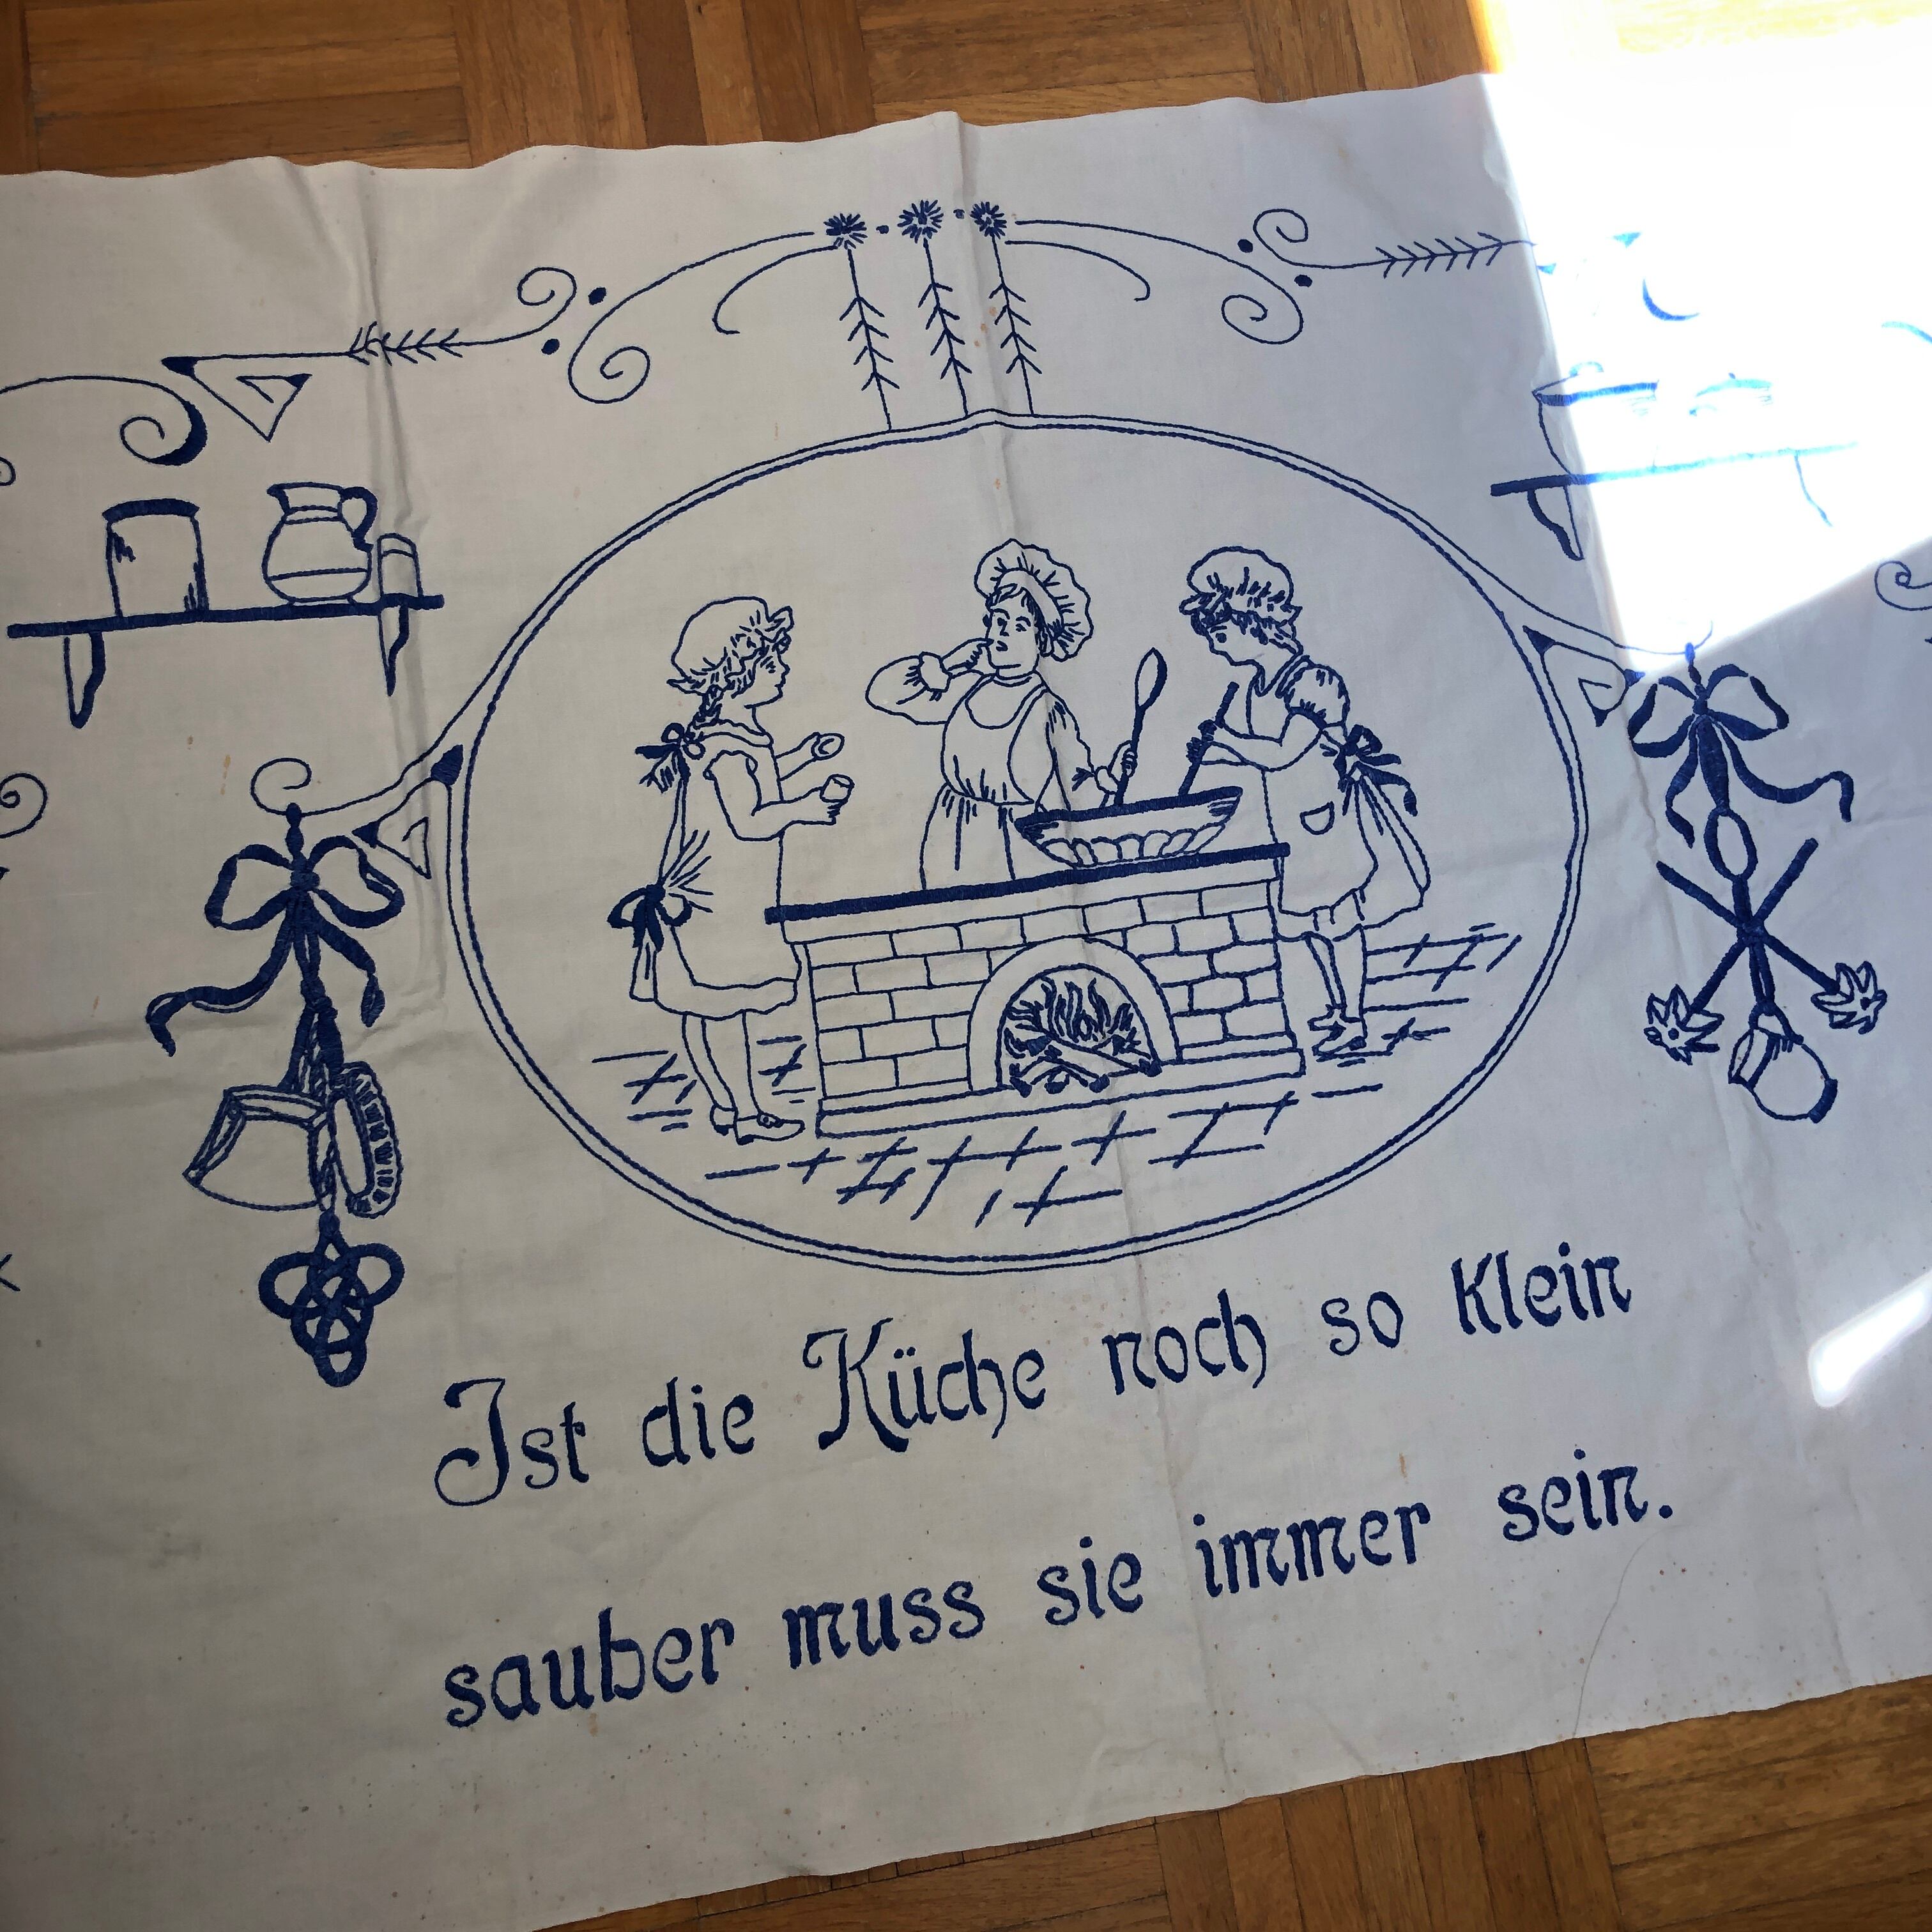 Ist die Küche noch so klein
sauber muss sie immer sein.